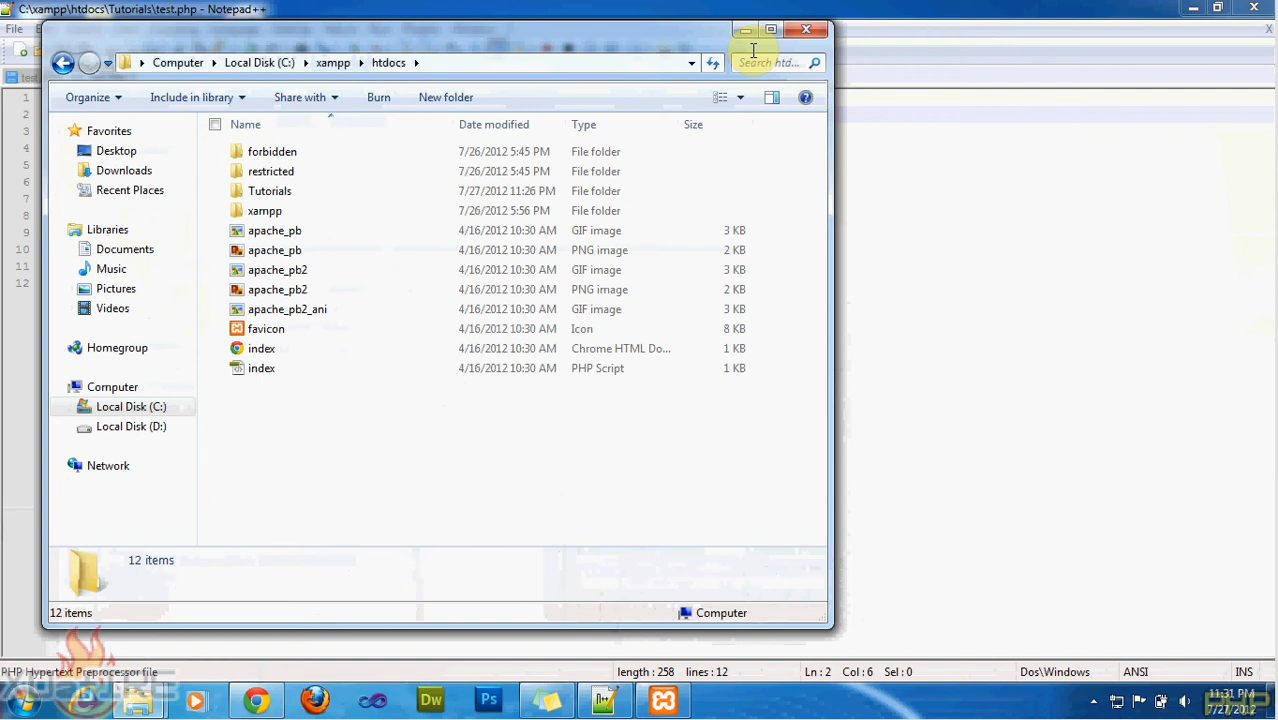 C:\xampp\htdocs\Tutorials\test.php - Notepad++
File
Computer Local Disk (C:) xampp htdocs
Search htd...
Organize Include in library Share with Burn New folder
Name Date modified Type Size
Favorites
Desktop
Downloads
Recent Places
Libraries
Documents
Music
Pictures
Videos
Homegroup
Computer
Local Disk (C:)
Local Disk (D:)
Network
forbidden 7/26/2012 5:45 PM File folder
restricted 7/26/2012 5:45 PM File folder
Tutorials 7/27/2012 11:26 PM File folder
xampp 7/26/2012 5:56 PM File folder
apache_pb 4/16/2012 10:30 AM GIF image 3 KB
apache_pb 4/16/2012 10:30 AM PNG image 2 KB
apache_pb2 4/16/2012 10:30 AM GIF image 3 KB
apache_pb2 4/16/2012 10:30 AM PNG image 2 KB
apache_pb2_ani 4/16/2012 10:30 AM GIF image 3 KB
favicon 4/16/2012 10:30 AM Icon 8 KB
index 4/16/2012 10:30 AM Chrome HTML Do... 1 KB
index 4/16/2012 10:30 AM PHP Script 1 KB
1
2
3
4
5
6
7
8
9
10
11
12
12 items
12 items Computer
PHP Hypertext Preprocessor file length : 258 lines : 12 Ln : 2 Col : 6 Sel : 0 Dos\Windows ANSI INS
Dw Ps
11:31 PM
7/27/2012